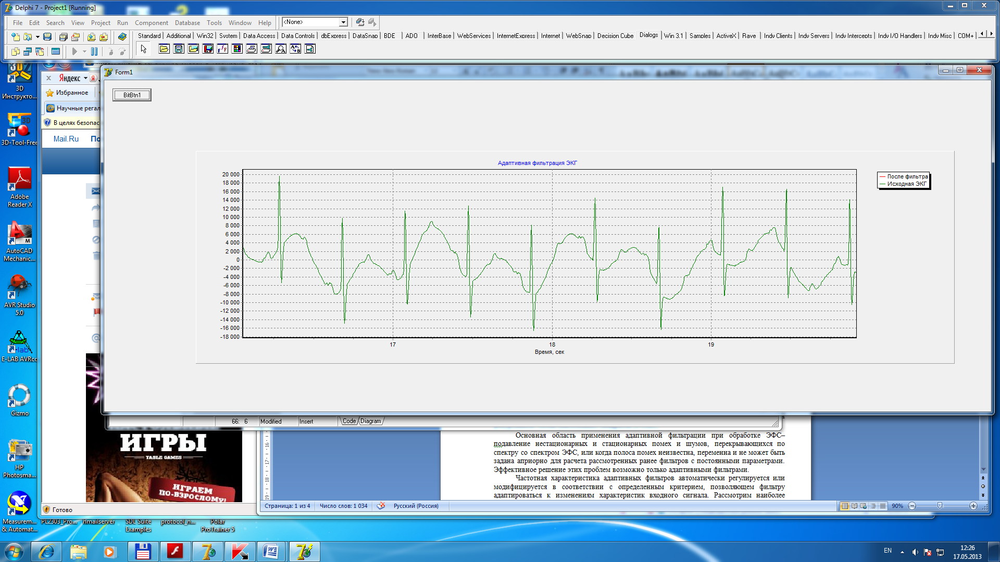 Delphi 7 - Project1 [Running]
File Edit Search View Project Run Component Database Tools Window Help <None>
Standard Additional Win32 System Data Access Data Controls dbExpress DataSnap BDE ADO InterBase WebServices InternetExpress Internet WebSnap Decision Cube Dialogs Win 3.1 Samples ActiveX Rave Indy Clients Indy Servers Indy Intercepts Indy I/O Handlers Indy Misc COM+
Form1
BitBtn1
3D
Инструкто...
3D-Tool-Free
Adobe
Reader X
AutoCAD
Mechanic...
AVR Studio
5.0
E-LAB AVRco
Gizmo
HP
Photosma...
Measurem...
& Automat...
PL2303_Pro...
hmailserver
SDL Suite
Examples
protocol_n...
Polar
ProTrainer 5
Яндекс
Избранное
Научные регал
В целях безопас
Mail.Ru
По
ИГРЫ
TABLE GAMES
ИГРАЕМ
ПО-ВЗРОСЛОМУ!
Готово
Адаптивная фильтрация ЭКГ
20 000
18 000
16 000
14 000
12 000
10 000
8 000
6 000
4 000
2 000
0
-2 000
-4 000
-6 000
-8 000
-10 000
-12 000
-14 000
-16 000
-18 000
17 18 19
Время, сек
После фильтра
Исходная ЭКГ
66: 6 Modified Insert Code Diagram
Основная область применения адаптивной фильтрации при обработке ЭФС–
подавление нестационарных и стационарных помех и шумов, перекрывающихся по
спектру со спектром ЭФС, или когда полоса помех неизвестна, переменна и не может быть
задана априорно для расчета рассмотренных ранее фильтров с постоянными параметрами.
Эффективное решение этих проблем возможно только адаптивными фильтрами.
Частотная характеристика адаптивных фильтров автоматически регулируется или
модифицируется в соответствии с определенным критерием, позволяющем фильтру
адаптироваться к изменениям характеристик входного сигнала. Рассмотрим наиболее
Страница: 1 из 4 Число слов: 1 034 Русский (Россия) 90%
EN
12:26
17.05.2013